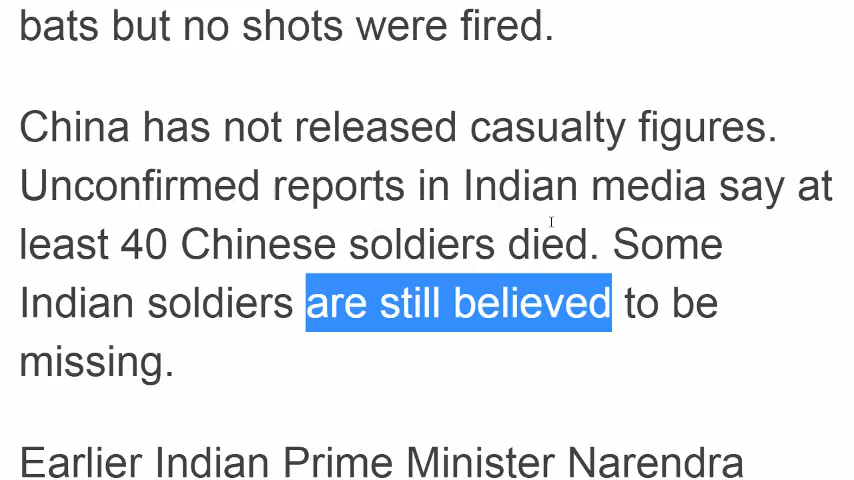 bats but no shots were fired.
China has not released casualty figures.
Unconfirmed reports in Indian media say at
least 40 Chinese soldiers died. Some
Indian soldiers are still believed to be
missing.
Earlier Indian Prime Minister Narendra